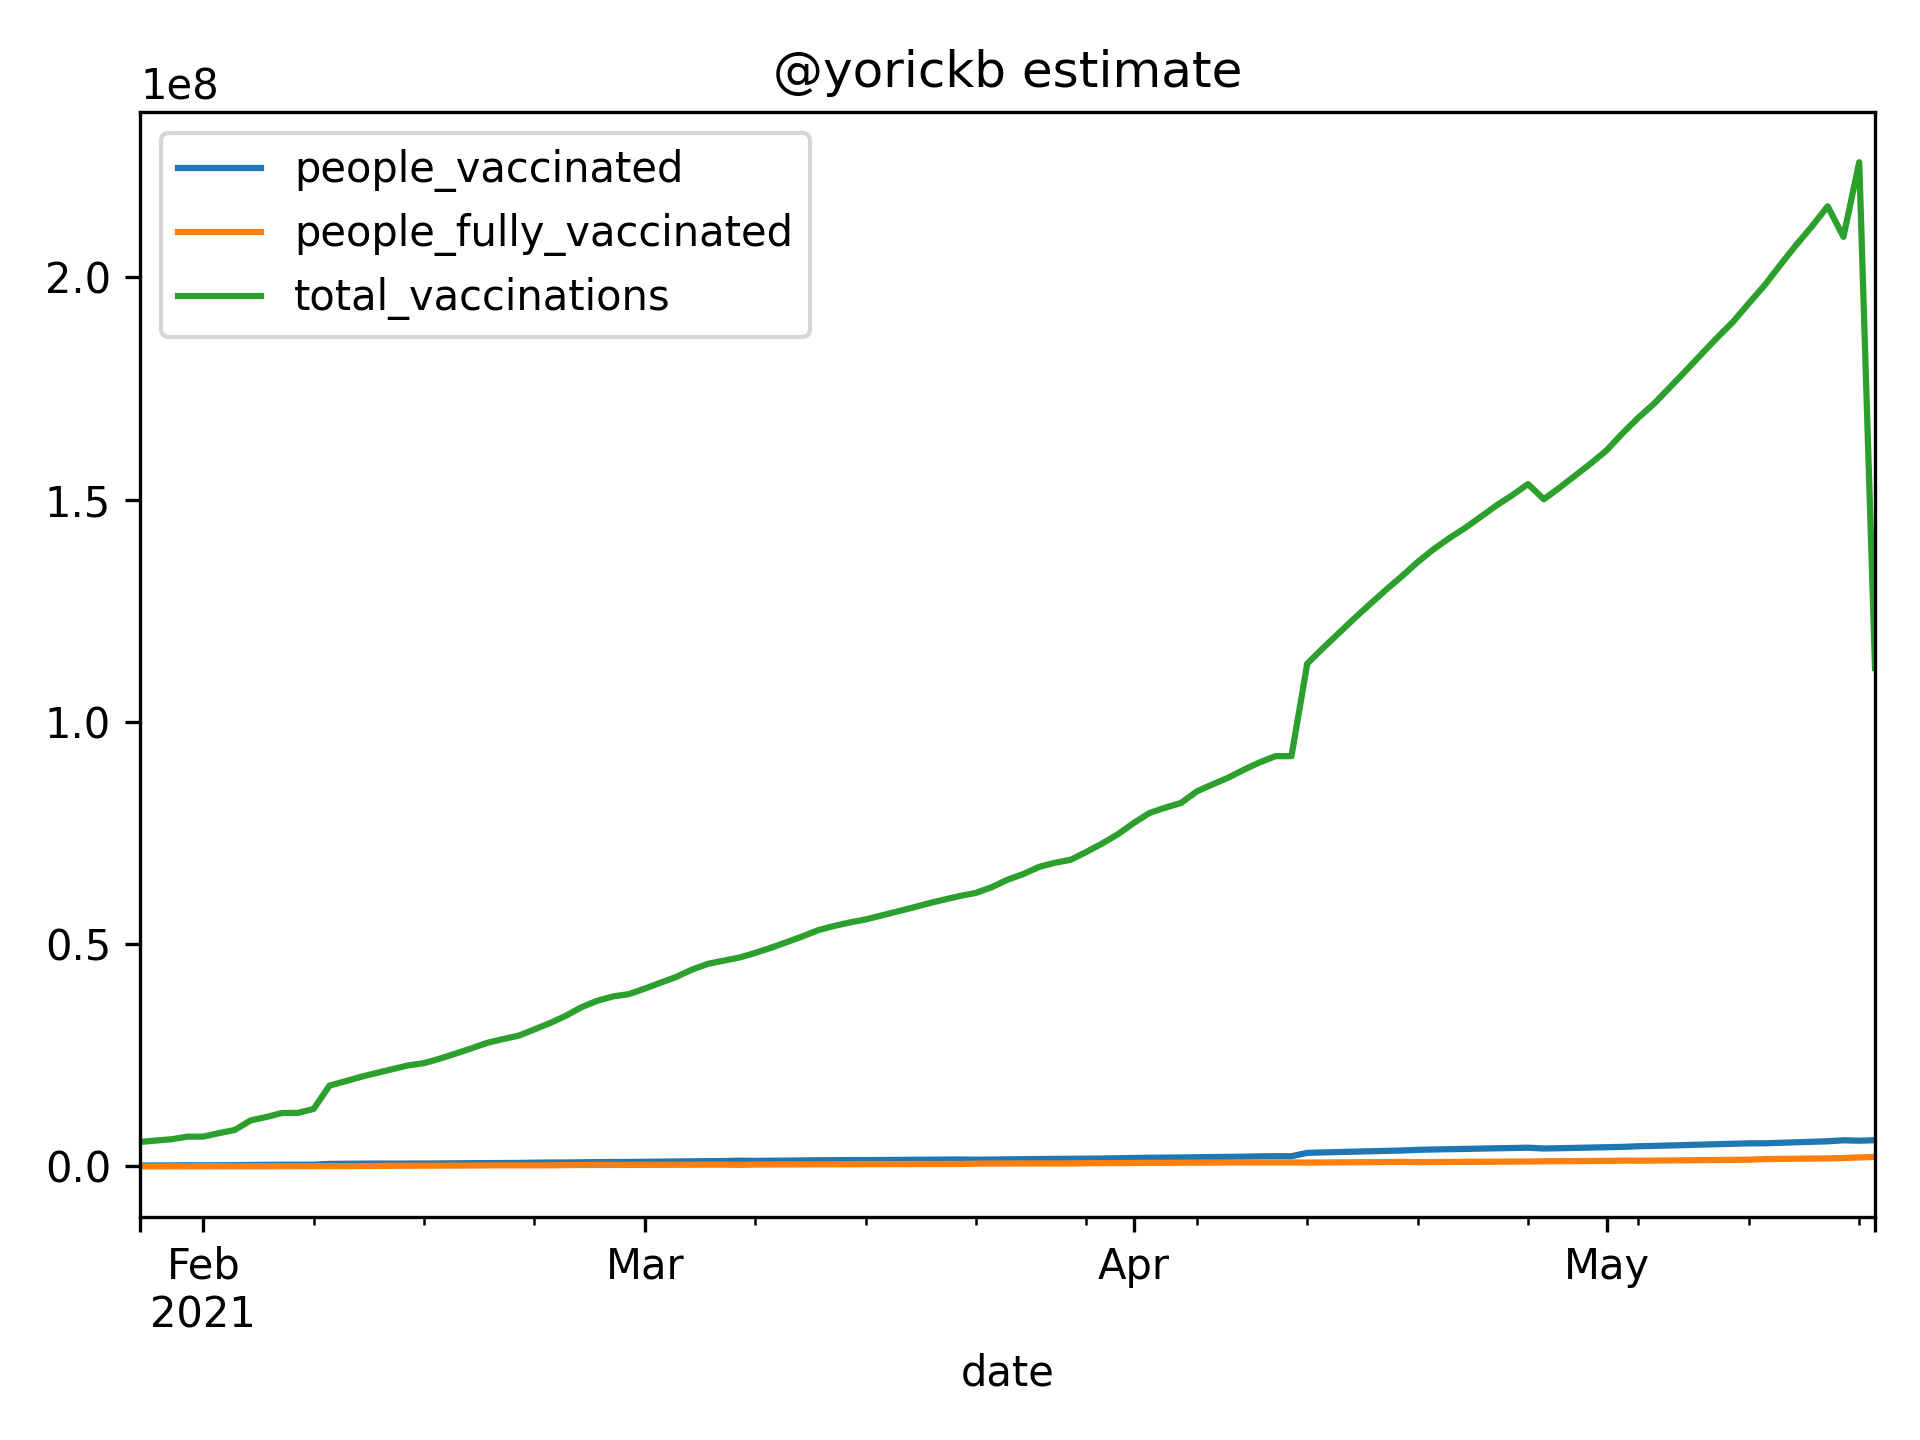 @yorickb estimate
1e8
people_vaccinated
people_fully_vaccinated
total_vaccinations
2.0
1.5
1.0
0.5
0.0
Feb
2021
Mar
Apr
May
date